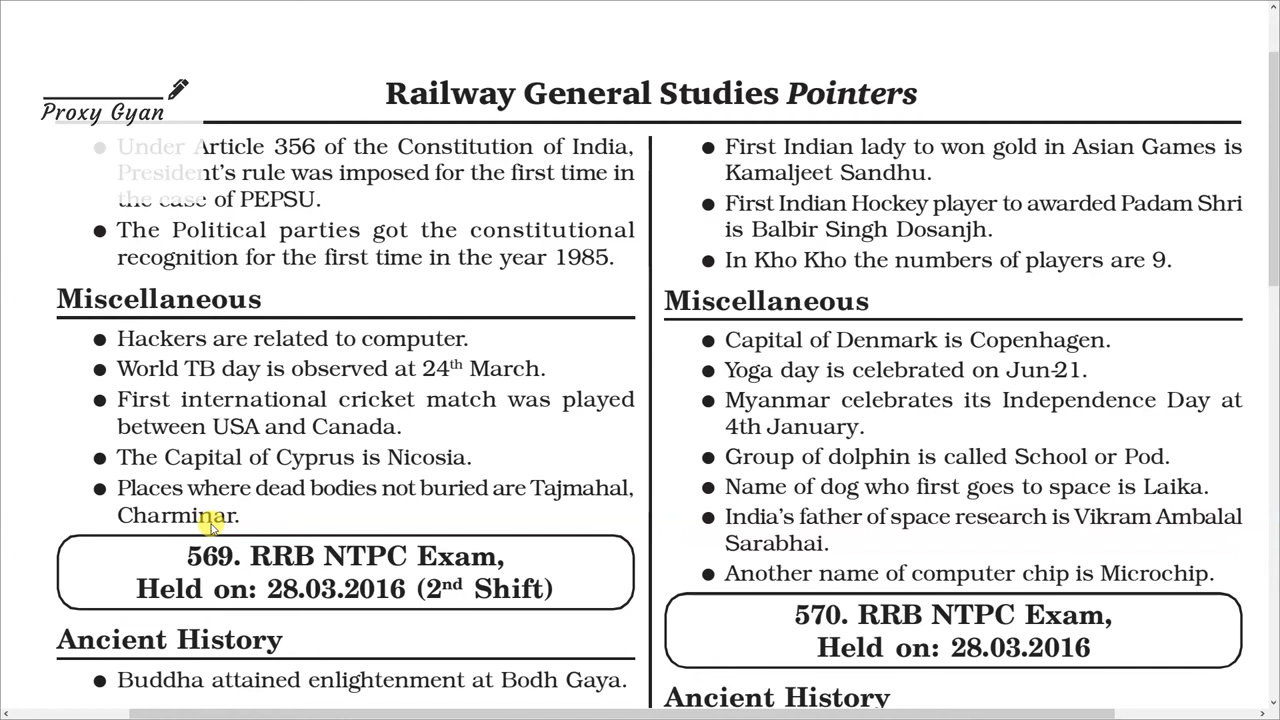 Proxy Gyan
Railway General Studies Pointers
● Under Article 356 of the Constitution of India,
President's rule was imposed for the first time in
the case of PEPSU.
● The Political parties got the constitutional
recognition for the first time in the year 1985.
Miscellaneous
● Hackers are related to computer.
● World TB day is observed at 24th March.
● First international cricket match was played
between USA and Canada.
● The Capital of Cyprus is Nicosia.
● Places where dead bodies not buried are Tajmahal,
Charminar.
569. RRB NTPC Exam,
Held on: 28.03.2016 (2nd Shift)
Ancient History
● Buddha attained enlightenment at Bodh Gaya.
● First Indian lady to won gold in Asian Games is
Kamaljeet Sandhu.
● First Indian Hockey player to awarded Padam Shri
is Balbir Singh Dosanjh.
● In Kho Kho the numbers of players are 9.
Miscellaneous
● Capital of Denmark is Copenhagen.
● Yoga day is celebrated on Jun-21.
● Myanmar celebrates its Independence Day at
4th January.
● Group of dolphin is called School or Pod.
● Name of dog who first goes to space is Laika.
● India's father of space research is Vikram Ambalal
Sarabhai.
● Another name of computer chip is Microchip.
570. RRB NTPC Exam,
Held on: 28.03.2016
Ancient History